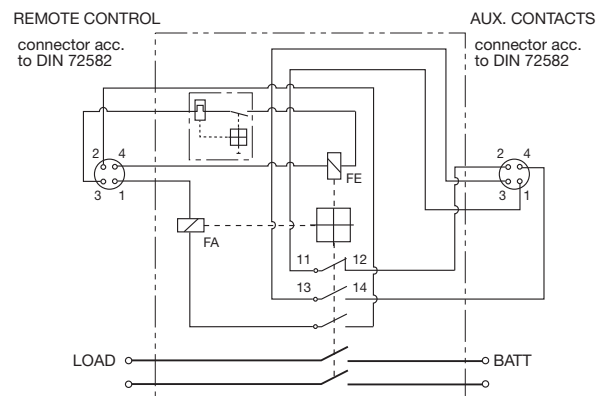 REMOTE CONTROL
connector acc.
to DIN 72582
AUX. CONTACTS
connector acc.
to DIN 72582
2 4
3 1
FE
FA
2 4
3 1
11 12
13 14
LOAD
BATT